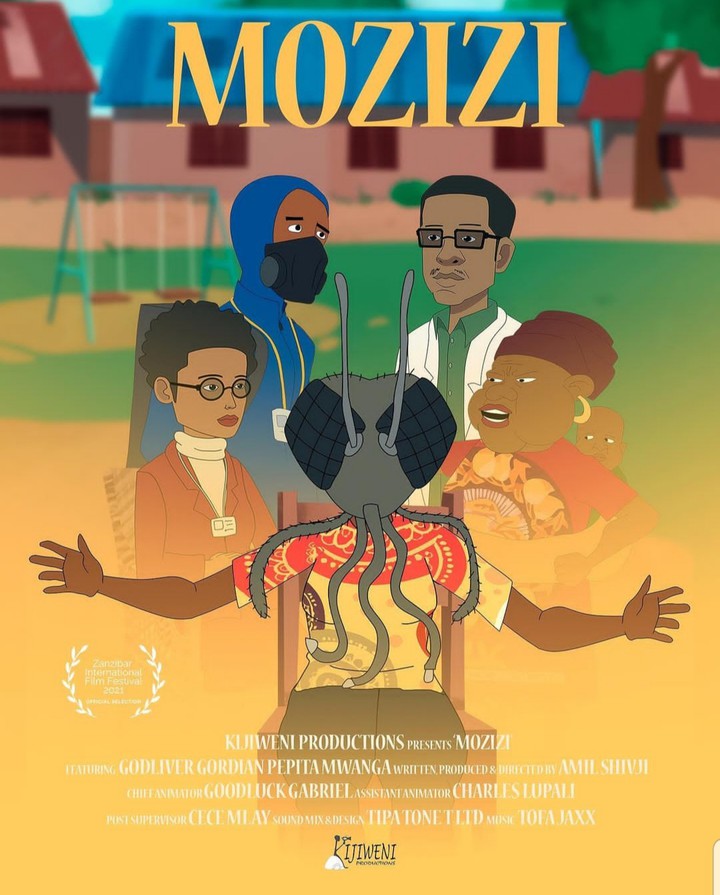 MOZIZI
Zanzibar
International
Film Festival
2023
SPECIAL SELECTION
KIJIWENI PRODUCTIONS PRESENTS 'MOZIZI
FEATURING GODLIVER GORDIAN PEPITA MWANGA WRITTEN, PRODUCED & DIRECTED BY AMIL SHIVJI
CHIEF ANIMATOR GOODLUCK GABRIEL ASSISTANT ANIMATOR CHARLES LUPALI
POST SUPERVISOR CECE MLAY SOUND MIX & DESIGN TIPA TONE T LTD MUSIC TOFA JAXX
KIJIWENI
PRODUCTIONS